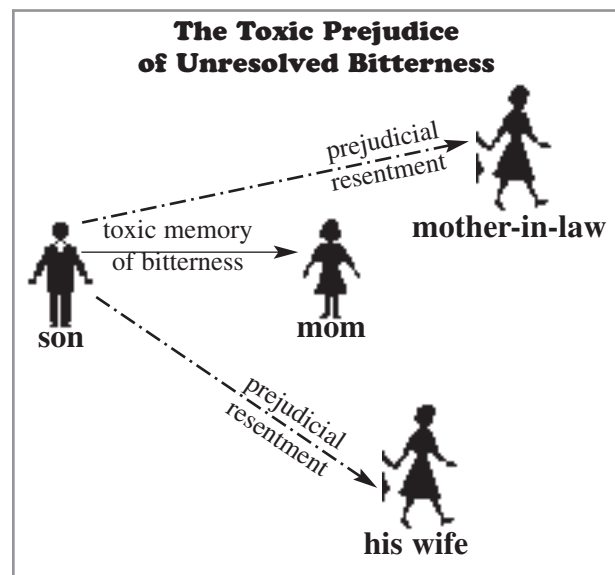 The Toxic Prejudice
of Unresolved Bitterness
prejudicial
resentment
mother-in-law
toxic memory
of bitterness
son
mom
prejudicial
resentment
his wife